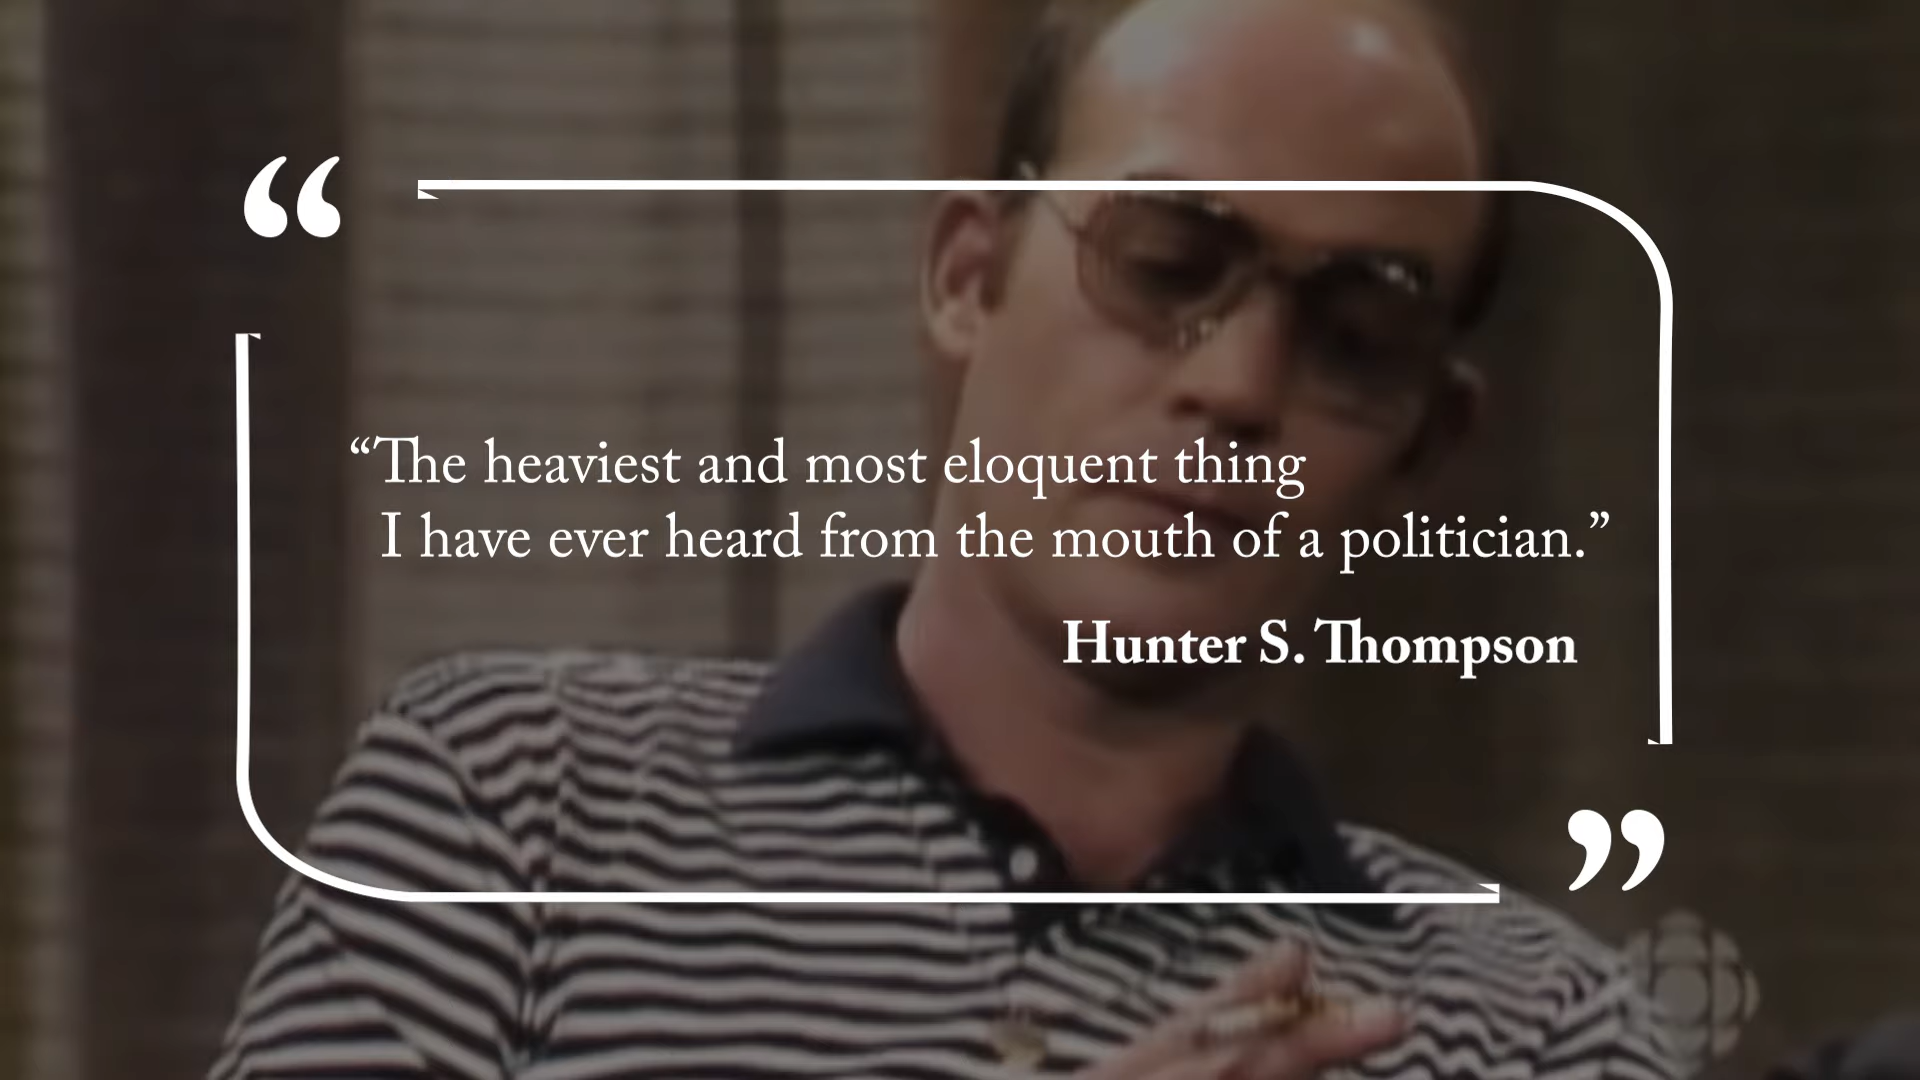 “The heaviest and most eloquent thing
I have ever heard from the mouth of a politician.”
Hunter S. Thompson